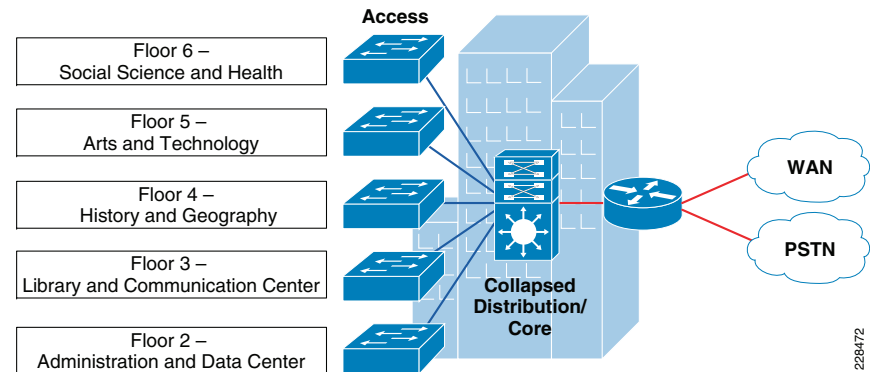 Access
Floor 6 –
Social Science and Health
Floor 5 –
Arts and Technology
Floor 4 –
History and Geography
Floor 3 –
Library and Communication Center
Floor 2 –
Administration and Data Center
Collapsed
Distribution/
Core
WAN
PSTN
228472